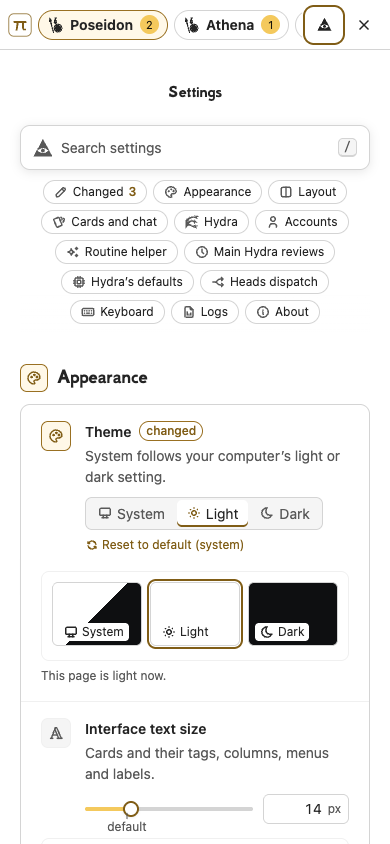 π
Poseidon 2
Athena 1
Settings
Search settings /
Changed 3
Appearance
Layout
Cards and chat
Hydra
Accounts
Routine helper
Main Hydra reviews
Hydra’s defaults
Heads dispatch
Keyboard
Logs
About
Appearance
Theme changed
System follows your computer’s light or
dark setting.
System Light Dark
Reset to default (system)
System Light Dark
This page is light now.
A Interface text size
Cards and their tags, columns, menus
and labels.
14 px
default